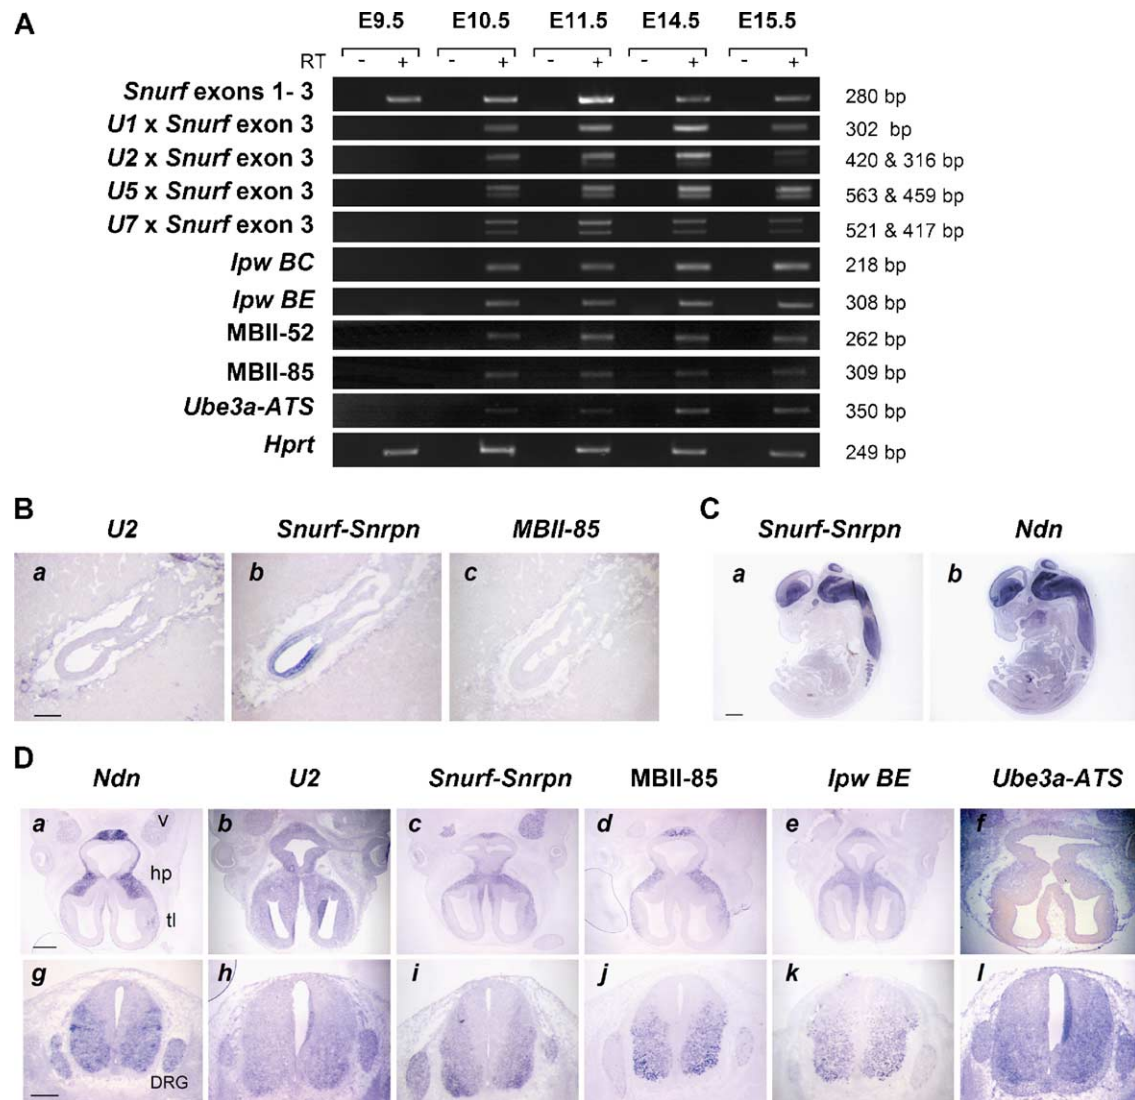 A
E9.5 E10.5 E11.5 E14.5 E15.5
RT - + - + - + - + - +
Snurf exons 1- 3 280 bp
U1 x Snurf exon 3 302 bp
U2 x Snurf exon 3 420 & 316 bp
U5 x Snurf exon 3 563 & 459 bp
U7 x Snurf exon 3 521 & 417 bp
Ipw BC 218 bp
Ipw BE 308 bp
MBII-52 262 bp
MBII-85 309 bp
Ube3a-ATS 350 bp
Hprt 249 bp
B
U2 Snurf-Snrpn MBII-85
a b c
C
Snurf-Snrpn Ndn
a b
D
Ndn U2 Snurf-Snrpn MBII-85 Ipw BE Ube3a-ATS
a V b c d e f
hp
tl
g h i j k l
DRG